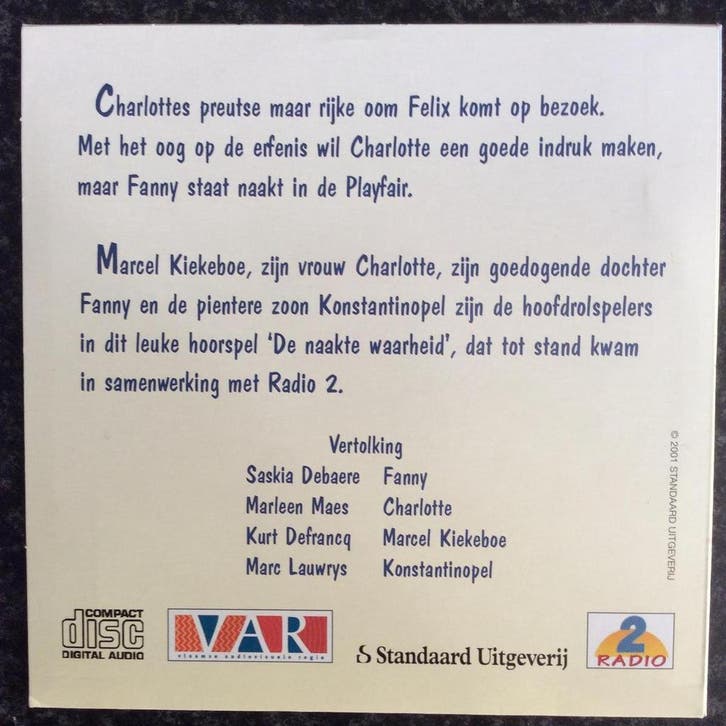 Charlottes preutse maar rijke oom Felix komt op bezoek.
Met het oog op de erfenis wil Charlotte een goede indruk maken,
maar Fanny staat naakt in de Playfair.
Marcel Kiekeboe, zijn vrouw Charlotte, zijn goedogende dochter
Fanny en de pientere zoon Konstantinopel zijn de hoofdrolspelers
in dit leuke hoorspel 'De naakte waarheid', dat tot stand kwam
in samenwerking met Radio 2.
Vertolking
Saskia Debaere Fanny
Marleen Maes Charlotte
Kurt Defrancq Marcel Kiekeboe
Marc Lauwrys Konstantinopel
© 2001 STANDAARD UITGEVERIJ
COMPACT
disc
DIGITAL AUDIO
VAR
vlaamse audiovisuele regie
Standaard Uitgeverij
2
RADIO